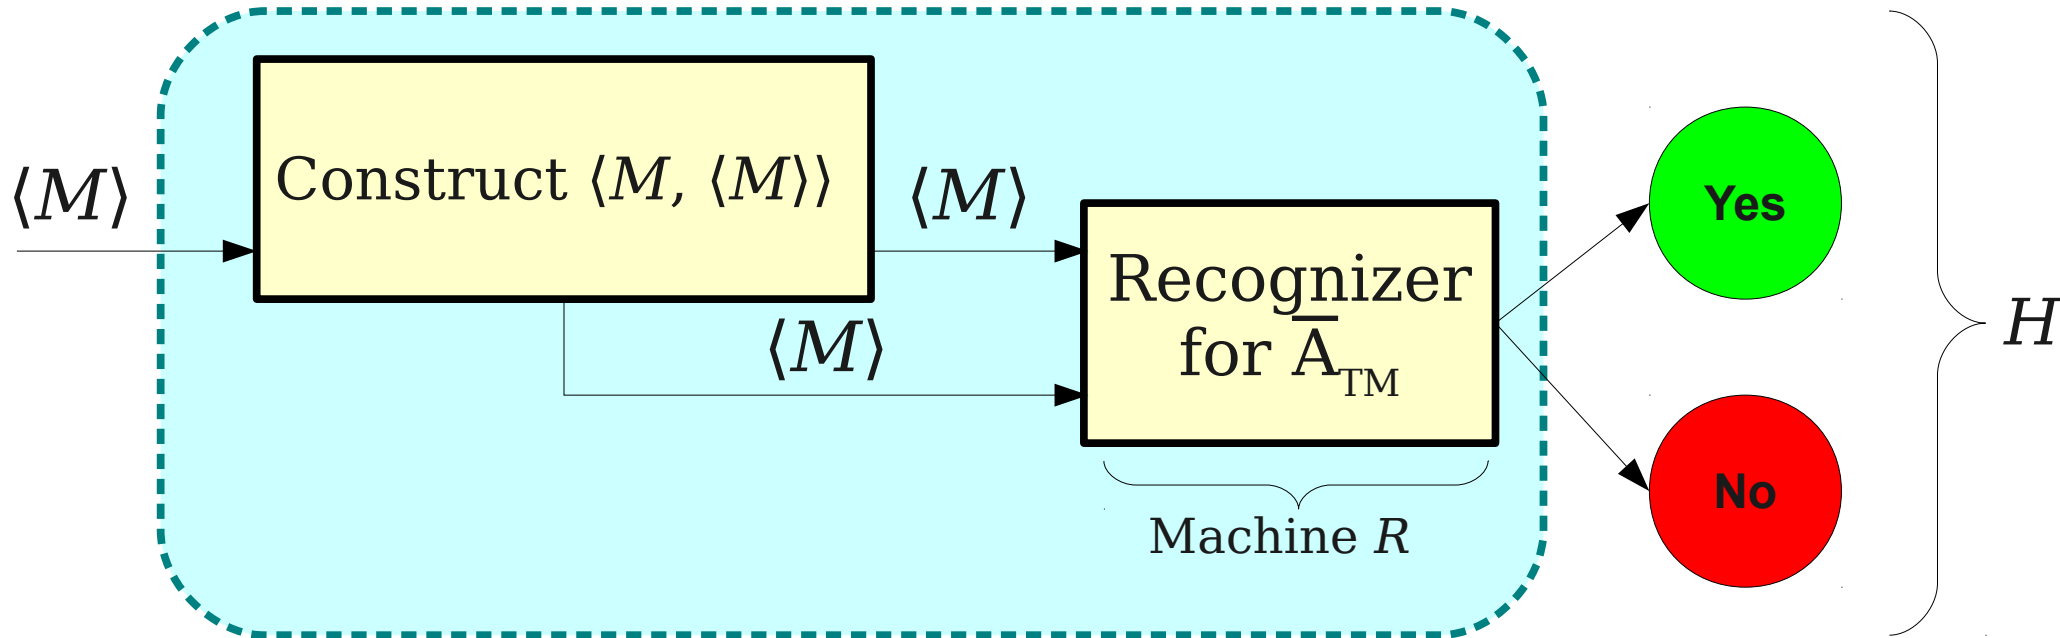 ⟨M⟩
Construct ⟨M, ⟨M⟩⟩
⟨M⟩
⟨M⟩
Recognizer
for A̅TM
Machine R
Yes
No
H